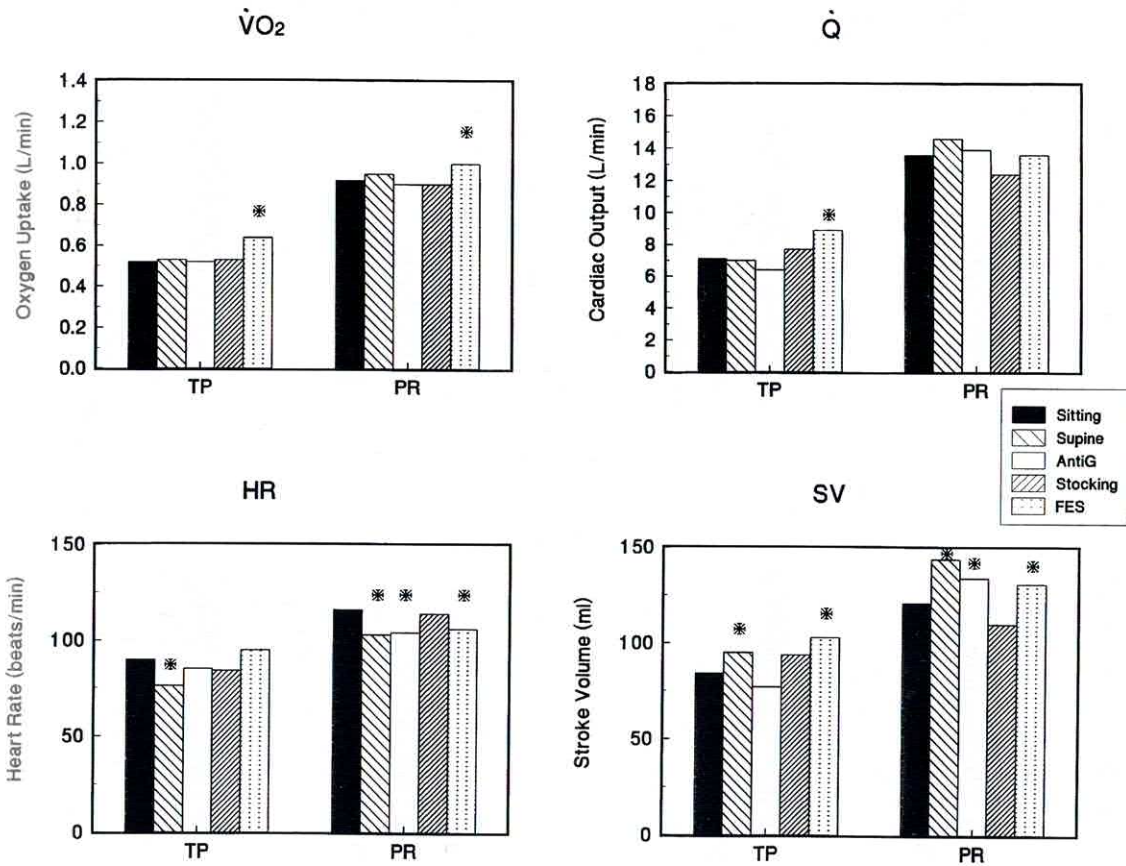 V̇O₂
Oxygen Uptake (L/min)
1.4
1.2
1.0
0.8
0.6
0.4
0.2
0.0
*
*
TP
PR
Q̇
Cardiac Output (L/min)
18
16
14
12
10
8
6
4
2
0
*
TP
PR
Sitting
Supine
AntiG
Stocking
FES
HR
Heart Rate (beats/min)
150
100
50
0
*
* * *
TP
PR
SV
Stroke Volume (ml)
150
100
50
0
* *
* * *
TP
PR